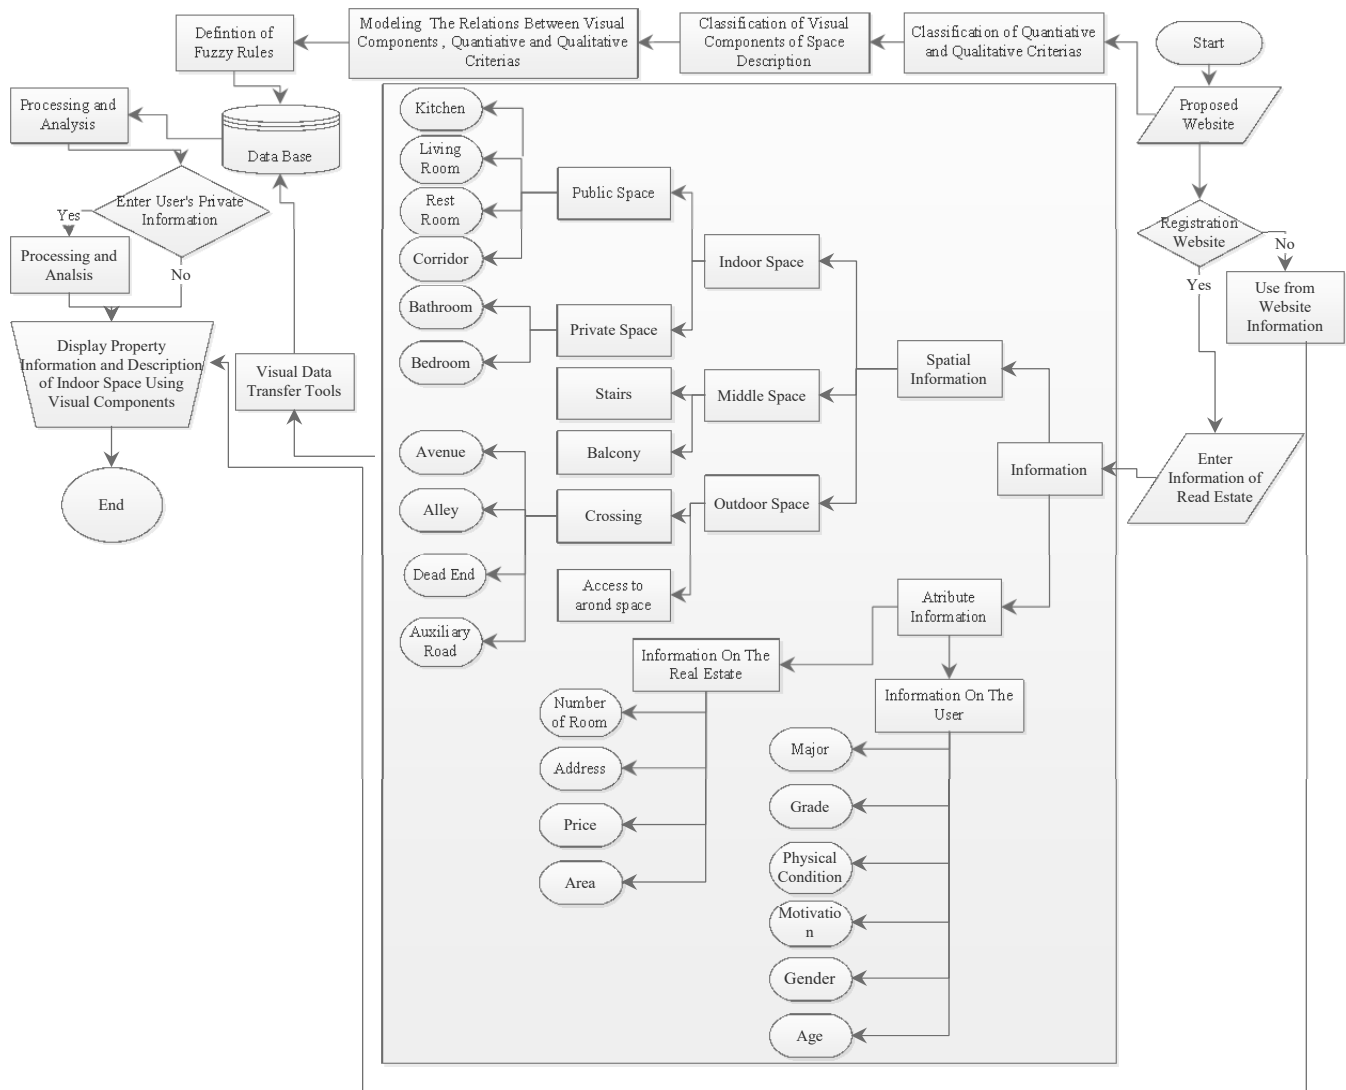 Modeling The Relations Between Visual
Components , Quantiative and Qualitative
Criterias
Classification of Visual
Components of Space
Description
Classification of Quantiative
and Qualitative Criterias
Start
Defintion of
Fuzzy Rules
Processing and
Analysis
Data Base
Proposed
Website
Enter User's Private
Information
Yes
No
Processing and
Analsis
Display Property
Information and Description
of Indoor Space Using
Visual Components
End
Visual Data
Transfer Tools
Kitchen
Living
Room
Rest
Room
Corridor
Bathroom
Bedroom
Public Space
Private Space
Indoor Space
Stairs
Balcony
Middle Space
Spatial
Information
Avenue
Alley
Dead End
Auxiliary
Road
Crossing
Access to
arond space
Outdoor Space
Information
Registration
Website
No
Yes
Use from
Website
Information
Enter
Information of
Read Estate
Atribute
Information
Information On The
Real Estate
Information On The
User
Number
of Room
Address
Price
Area
Major
Grade
Physical
Condition
Motivatio
n
Gender
Age